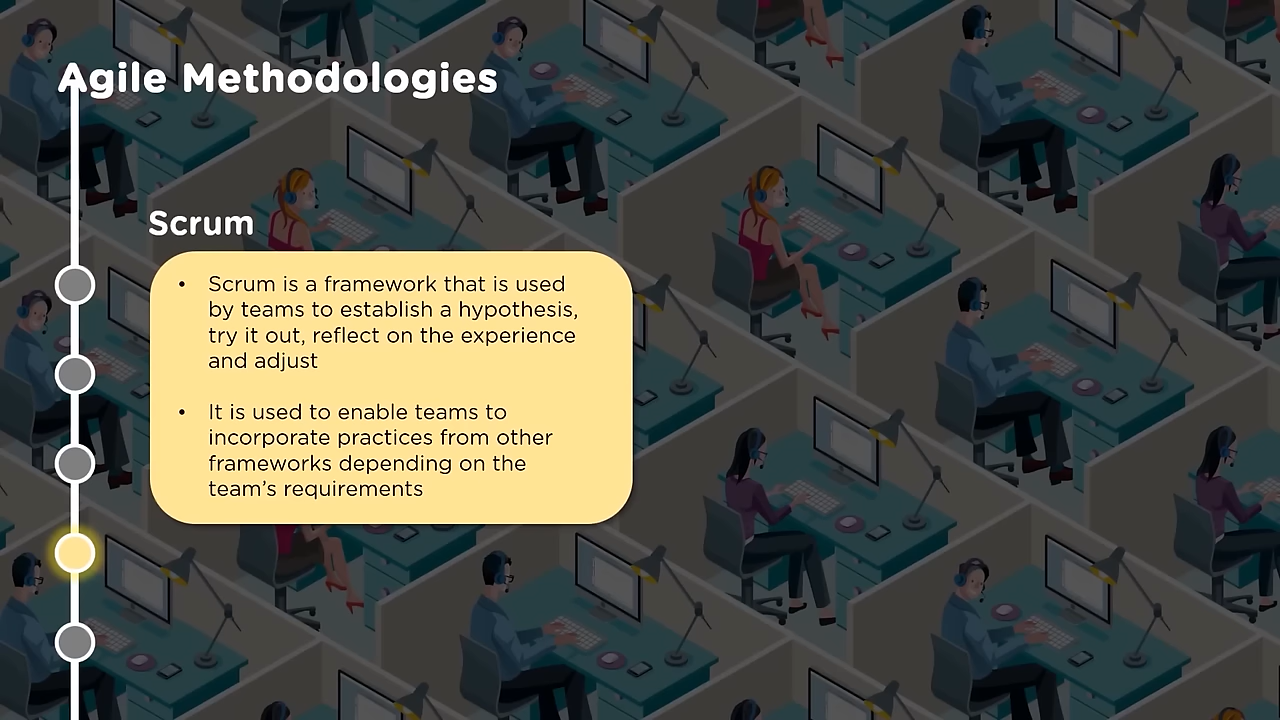 Agile Methodologies
Scrum
• Scrum is a framework that is used
by teams to establish a hypothesis,
try it out, reflect on the experience
and adjust
• It is used to enable teams to
incorporate practices from other
frameworks depending on the
team’s requirements